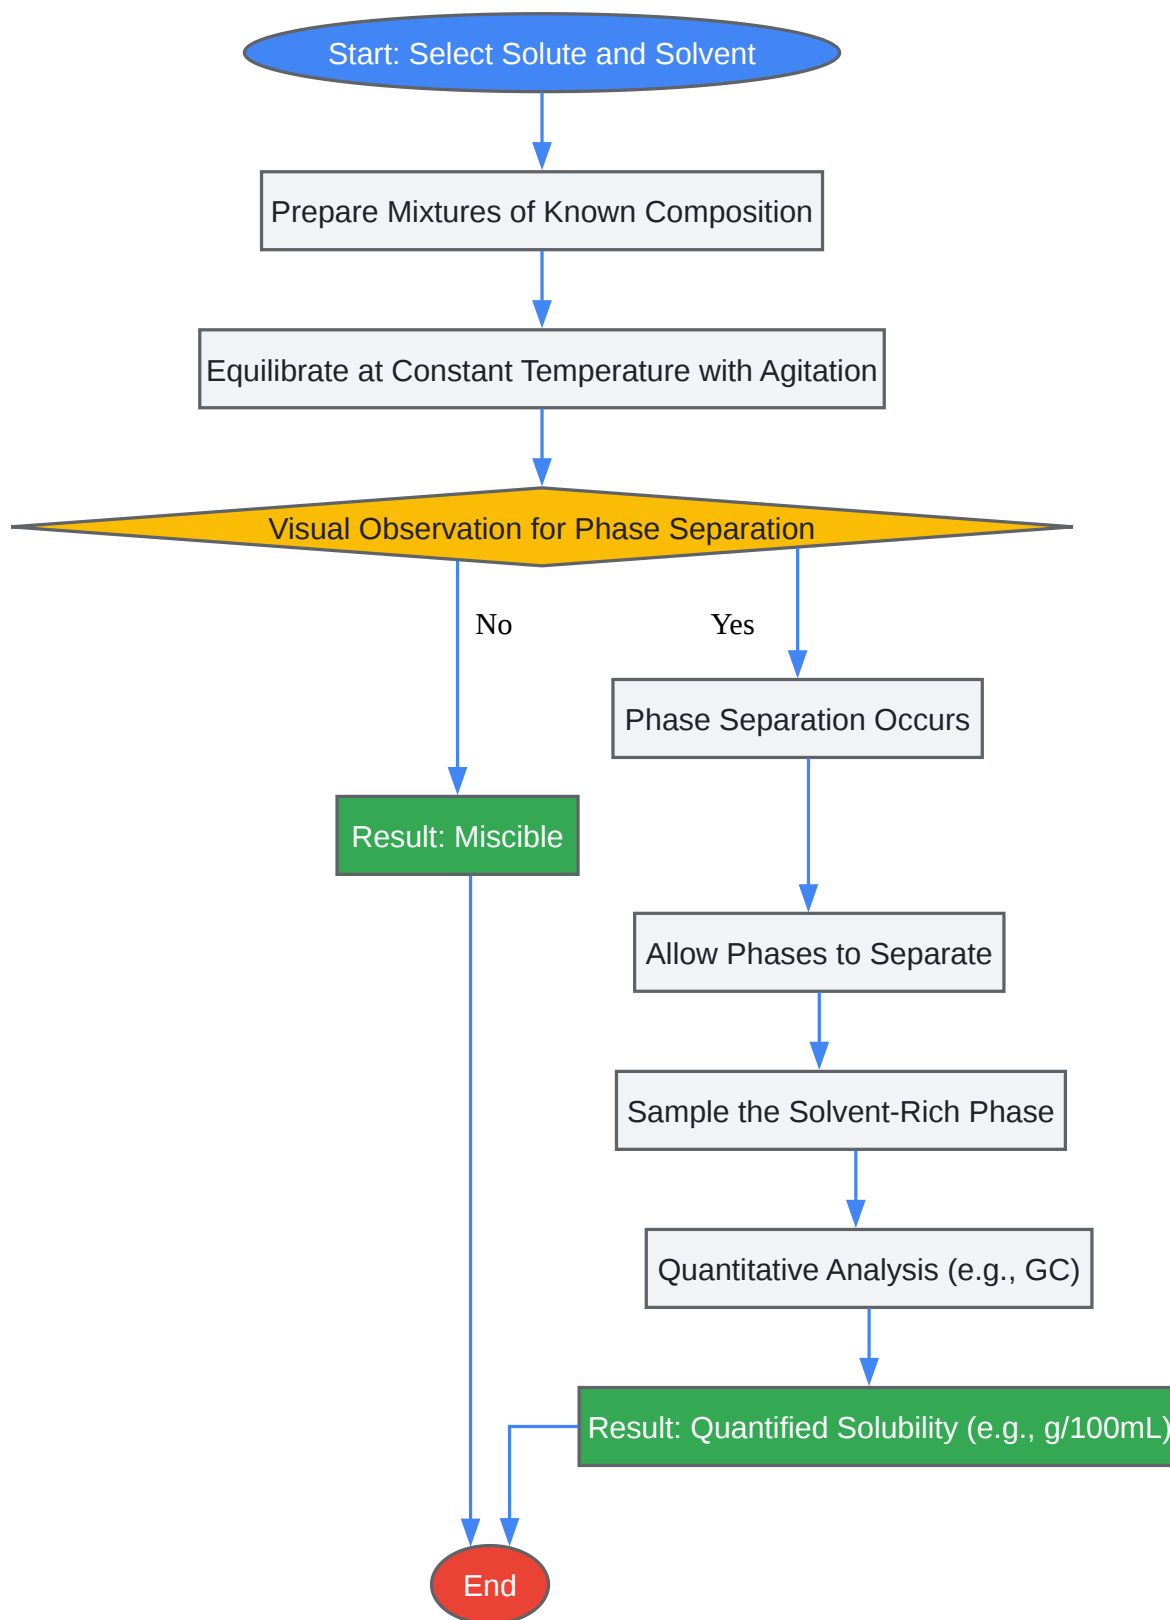 Start: Select Solute and Solvent
Prepare Mixtures of Known Composition
Equilibrate at Constant Temperature with Agitation
Visual Observation for Phase Separation
No
Yes
Phase Separation Occurs
Result: Miscible
Allow Phases to Separate
Sample the Solvent-Rich Phase
Quantitative Analysis (e.g., GC)
Result: Quantified Solubility (e.g., g/100mL)
End